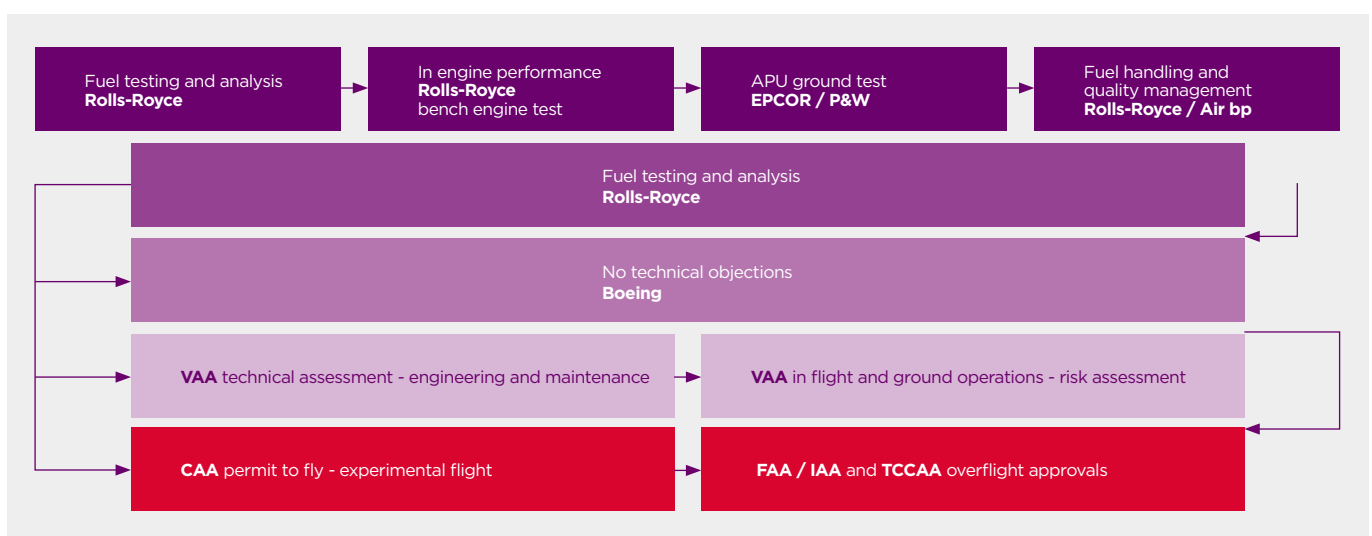 Fuel testing and analysis
Rolls-Royce
In engine performance
Rolls-Royce
bench engine test
APU ground test
EPCOR / P&W
Fuel handling and
quality management
Rolls-Royce / Air bp
Fuel testing and analysis
Rolls-Royce
No technical objections
Boeing
VAA technical assessment - engineering and maintenance
VAA in flight and ground operations - risk assessment
CAA permit to fly - experimental flight
FAA / IAA and TCCAA overflight approvals